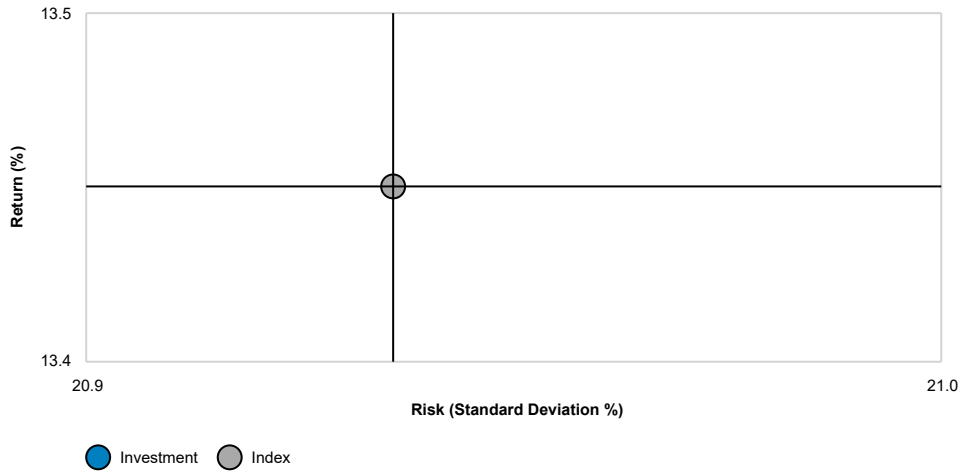 13.5
Return (%)
13.4
20.9
21.0
Risk (Standard Deviation %)
Investment
Index